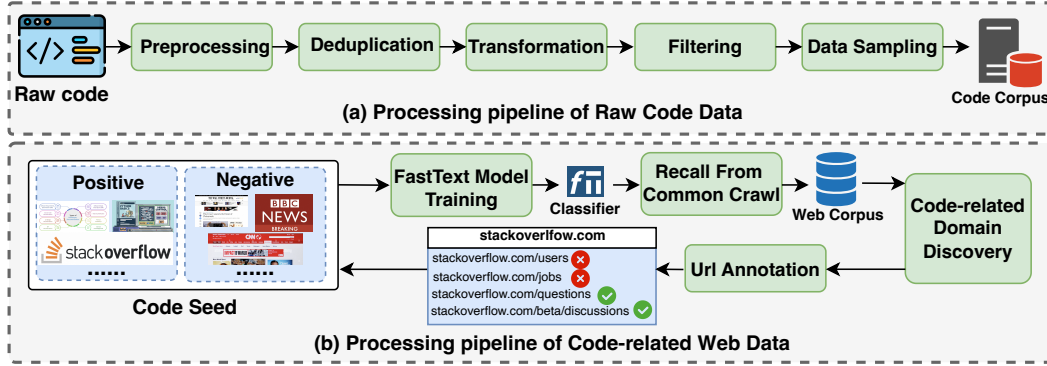 Raw code
Preprocessing
Deduplication
Transformation
Filtering
Data Sampling
Code Corpus
(a) Processing pipeline of Raw Code Data
Positive
stackoverflow
......
Negative
BBC
NEWS
BREAKING
CNN
......
Code Seed
FastText Model
Training
Classifier
Recall From
Common Crawl
Web Corpus
Code-related
Domain
Discovery
Url Annotation
stackoverlfow.com
stackoverflow.com/users
stackoverflow.com/jobs
stackoverflow.com/questions
stackoverflow.com/beta/discussions
(b) Processing pipeline of Code-related Web Data